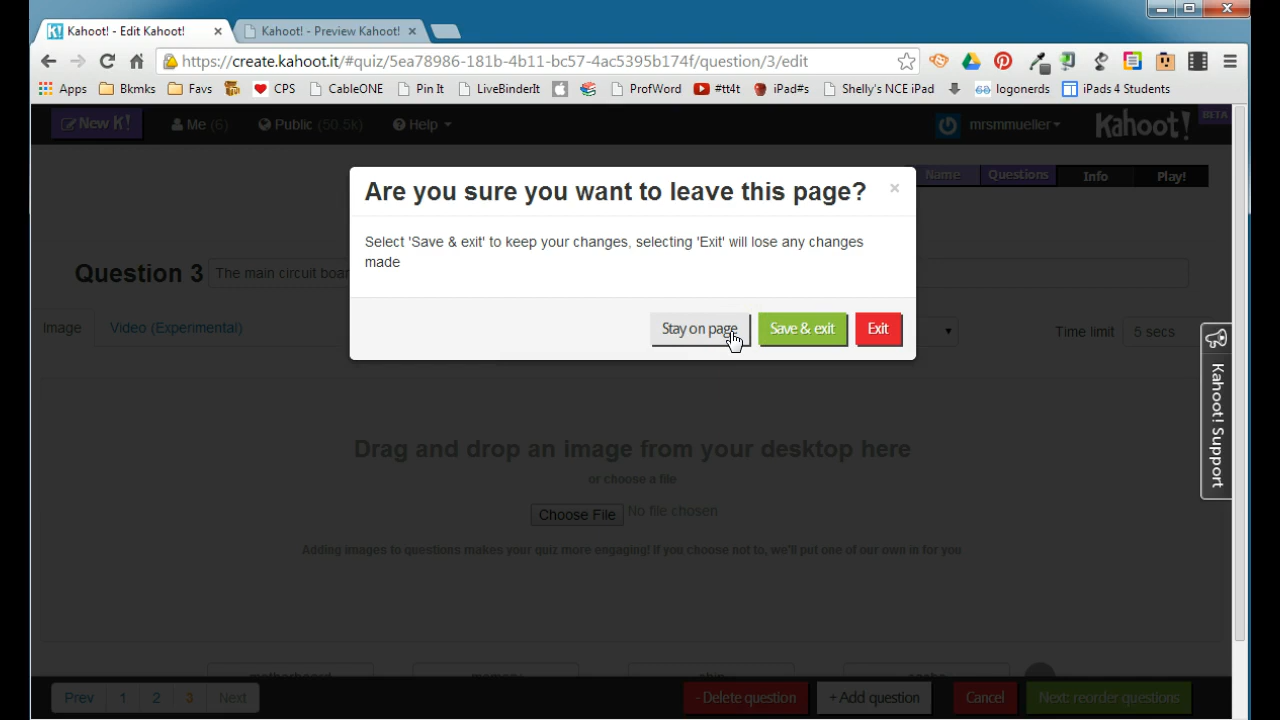 Kahoot! - Edit Kahoot!
Kahoot! - Preview Kahoot!
https://create.kahoot.it/#quiz/5ea78986-181b-4b11-bc57-4ac5395b174f/question/3/edit
Apps Bkmks Favs CPS CableONE Pin It LiveBinderIt ProfWord #tt4t iPad#s Shelly's NCE iPad logonerds iPads 4 Students
New K! Me (6) Public (50.5k) Help mrsmmueller Kahoot! BETA
Name Questions Info Play!
Are you sure you want to leave this page?
Select 'Save & exit' to keep your changes, selecting 'Exit' will lose any changes
made
Stay on page Save & exit Exit
Question 3 The main circuit boar
Image Video (Experimental) Time limit 5 secs
Kahoot! Support
Drag and drop an image from your desktop here
or choose a file
Choose File No file chosen
Adding images to questions makes your quiz more engaging! If you choose not to, we'll put one of our own in for you
motherboard memory chip cache
Prev 1 2 3 Next - Delete question + Add question Cancel Next: reorder questions